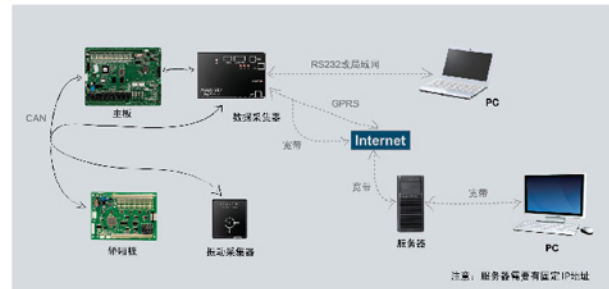 RS232或局域网
CAN
主板
数据采集器
GPRS
PC
宽带
Internet
宽带
宽带
轿厢板
振动采集器
服务器
PC
注意：服务器需要有固定IP地址